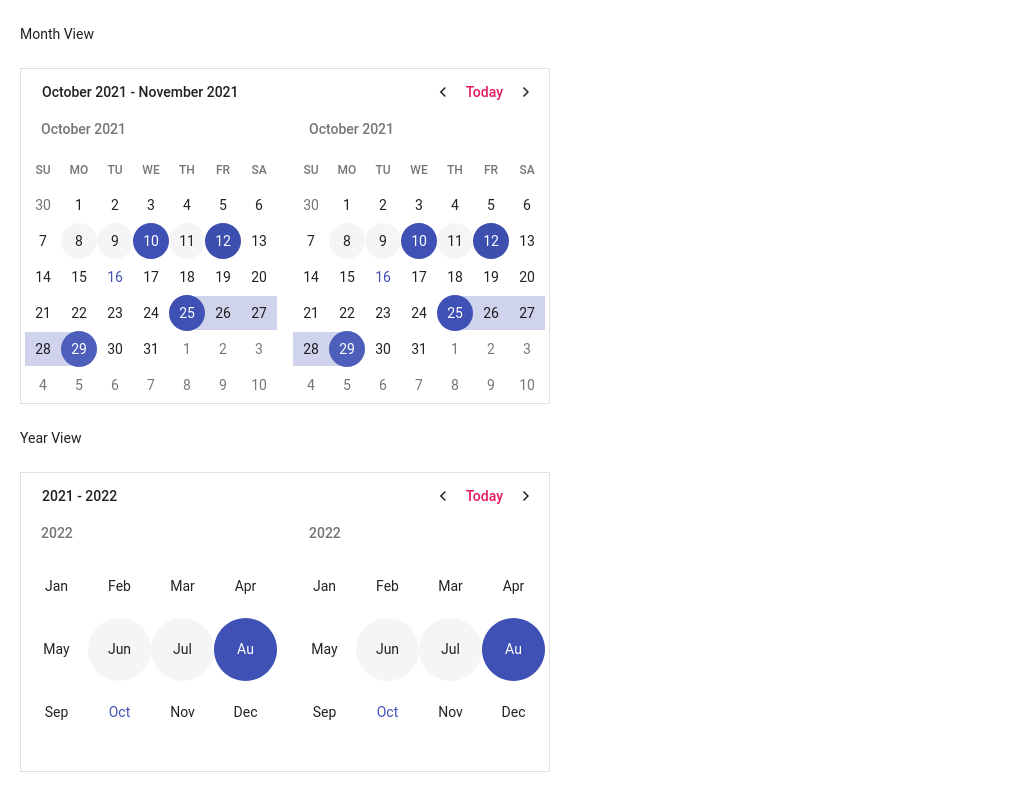 Month View
October 2021 - November 2021 Today
October 2021 October 2021
SU MO TU WE TH FR SA SU MO TU WE TH FR SA
30 1 2 3 4 5 6 30 1 2 3 4 5 6
7 8 9 10 11 12 13 7 8 9 10 11 12 13
14 15 16 17 18 19 20 14 15 16 17 18 19 20
21 22 23 24 25 26 27 21 22 23 24 25 26 27
28 29 30 31 1 2 3 28 29 30 31 1 2 3
4 5 6 7 8 9 10 4 5 6 7 8 9 10
Year View
2021 - 2022 Today
2022 2022
Jan Feb Mar Apr Jan Feb Mar Apr
May Jun Jul Au May Jun Jul Au
Sep Oct Nov Dec Sep Oct Nov Dec